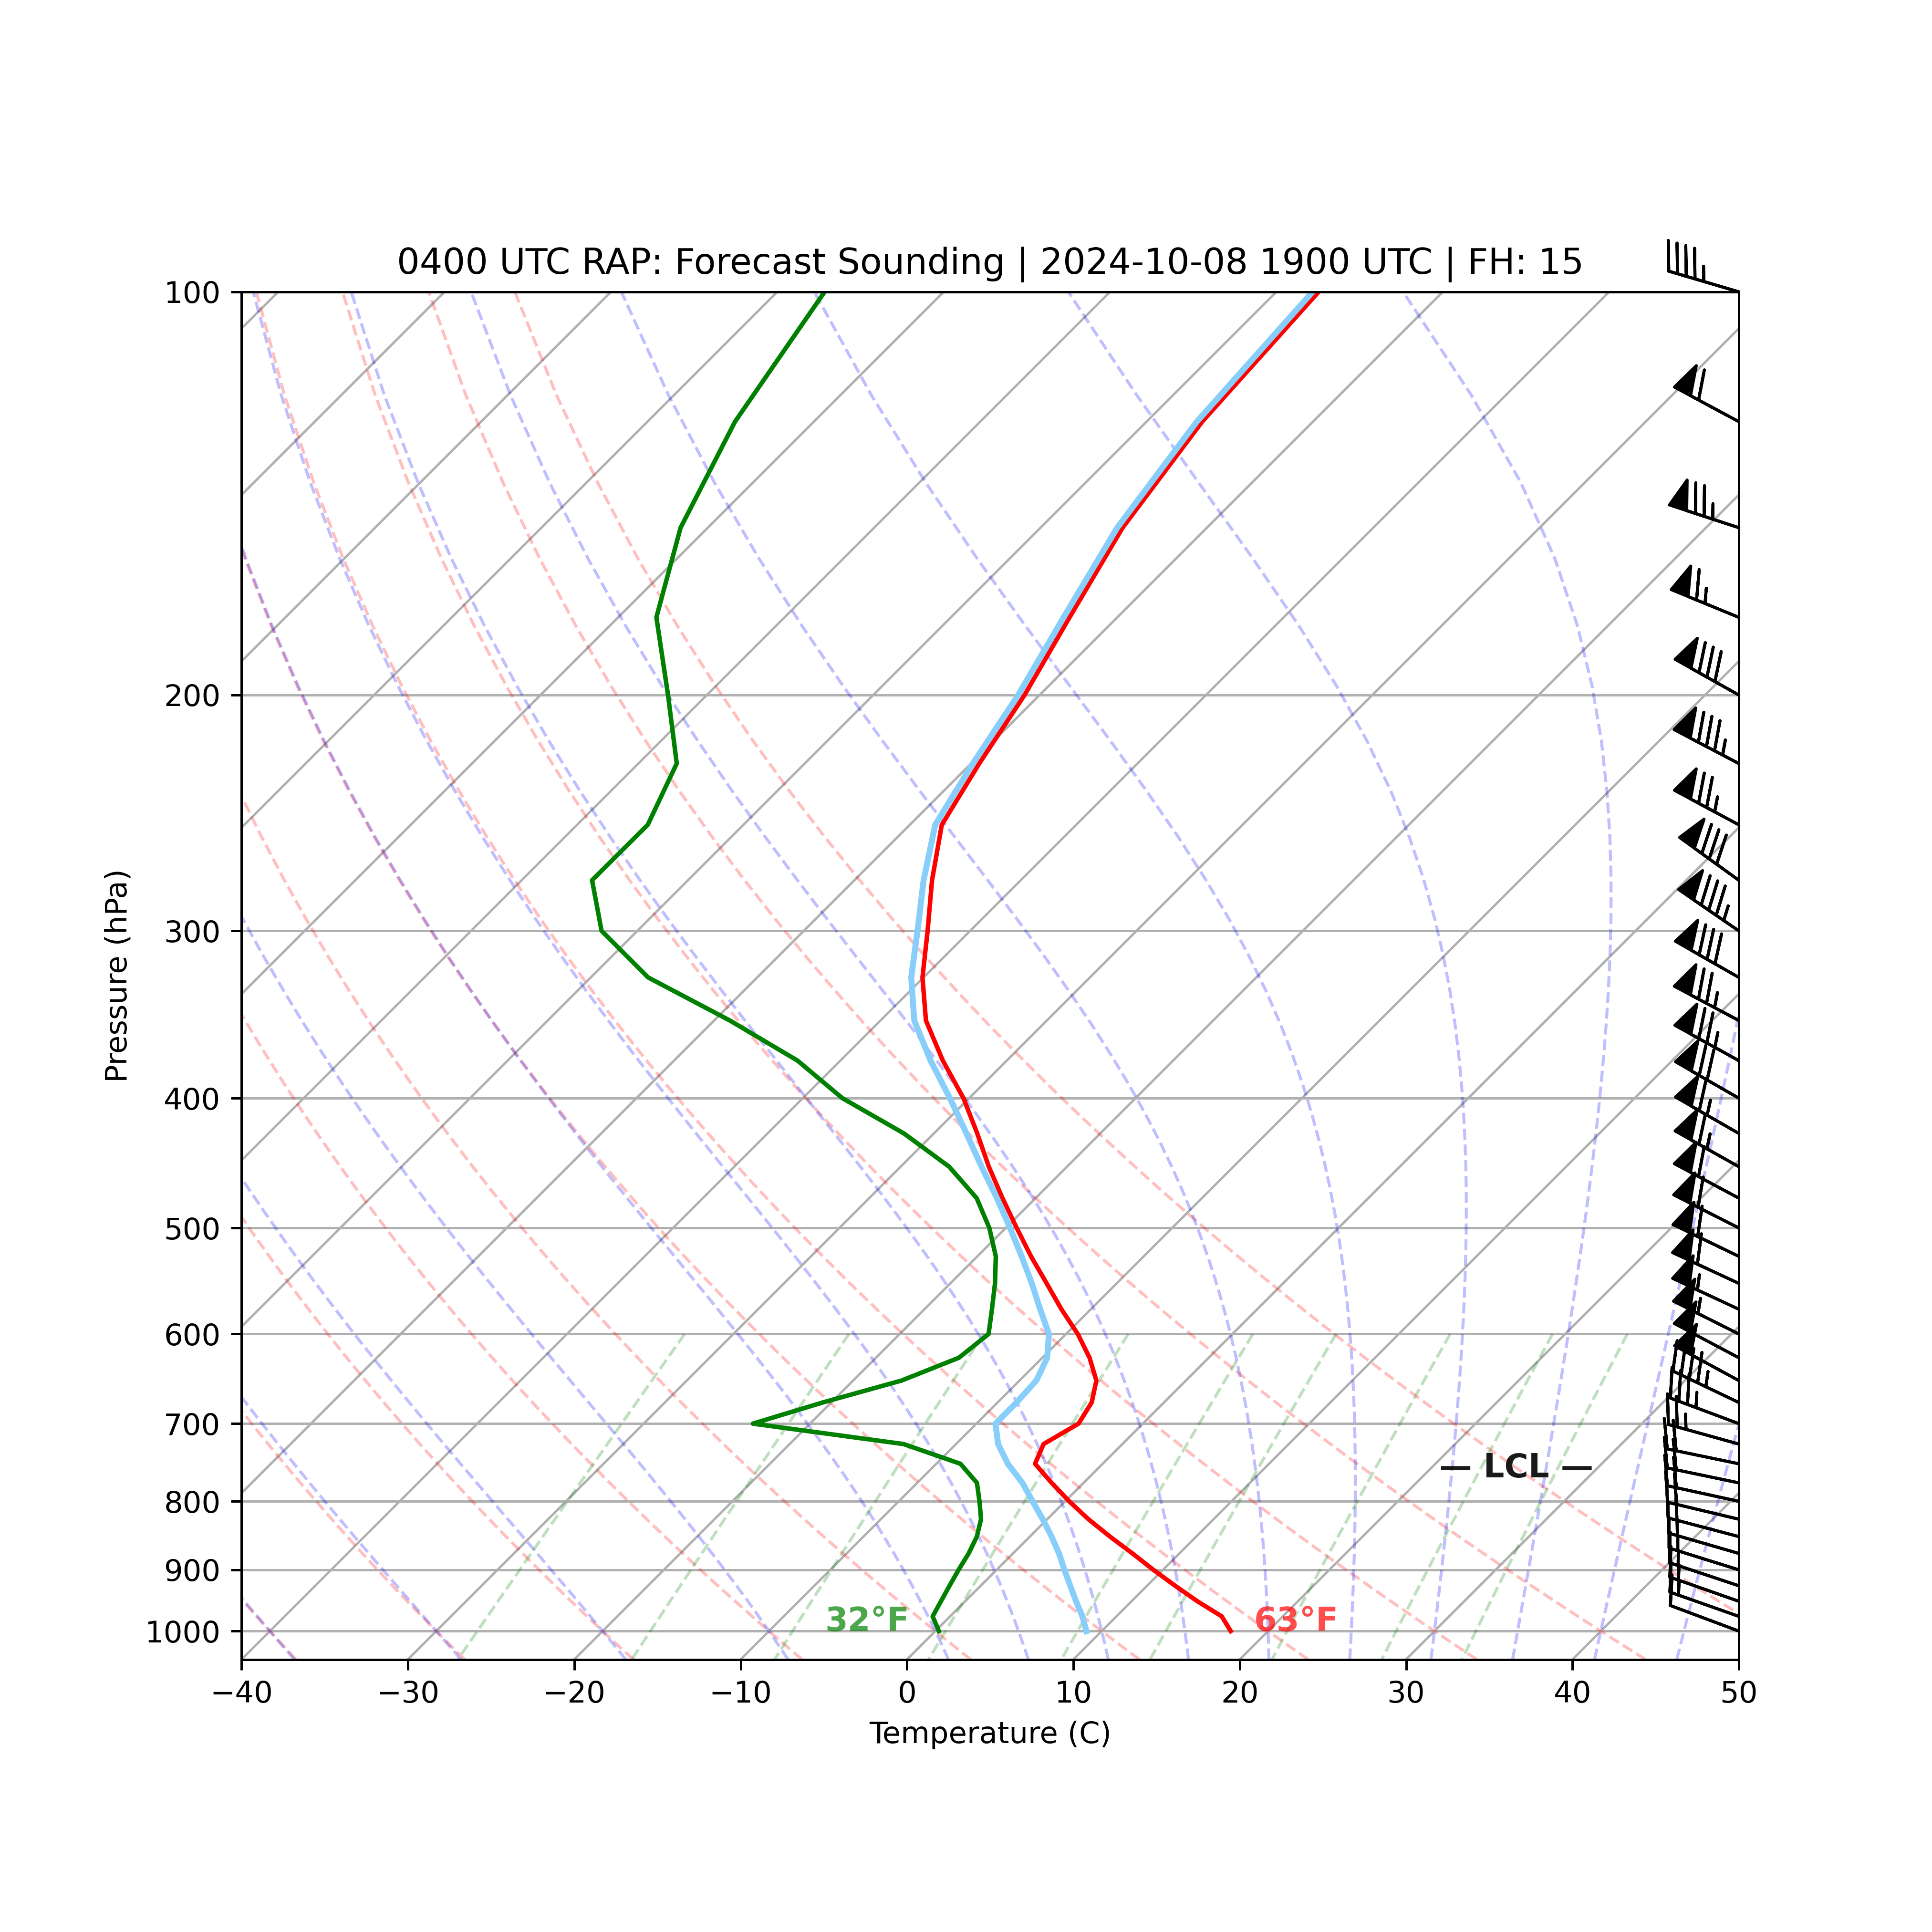 0400 UTC RAP: Forecast Sounding | 2024-10-08 1900 UTC | FH: 15
100
200
300
400
500
600
700
800
900
1000
Pressure (hPa)
— LCL —
32°F
63°F
−40 −30 −20 −10 0 10 20 30 40 50
Temperature (C)